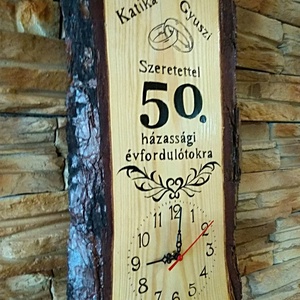 Katika Gyuszi
Szeretettel
50.
házassági
évfordulótokra
12
11 1
10 2
9 3
8 4
7 5
6